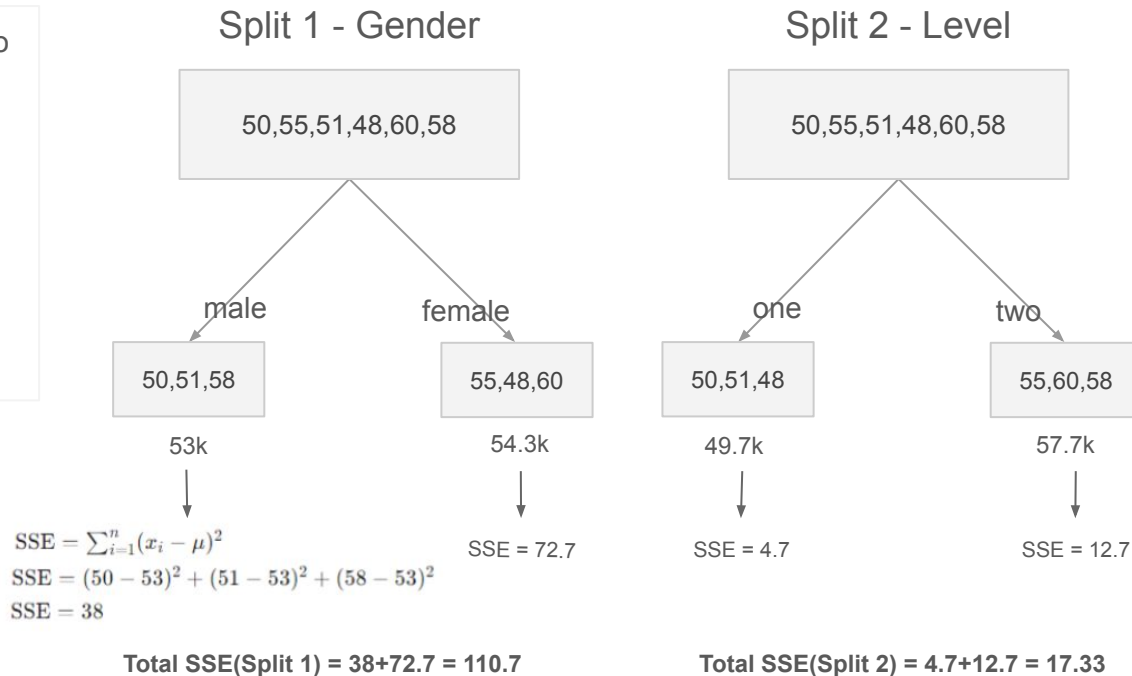 Split 1 - Gender
50,55,51,48,60,58
male
female
50,51,58
55,48,60
53k
54.3k
SSE = ∑ⁿᵢ₌₁(xᵢ − μ)²
SSE = (50 − 53)² + (51 − 53)² + (58 − 53)²
SSE = 38
SSE = 72.7
Total SSE(Split 1) = 38+72.7 = 110.7
Split 2 - Level
50,55,51,48,60,58
one
two
50,51,48
55,60,58
49.7k
57.7k
SSE = 4.7
SSE = 12.7
Total SSE(Split 2) = 4.7+12.7 = 17.33